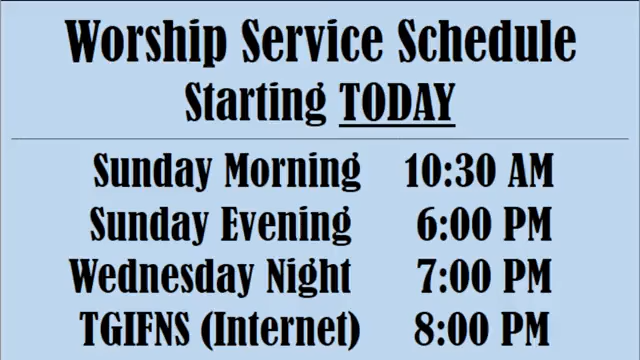 Worship Service Schedule
Starting TODAY
Sunday Morning 10:30 AM
Sunday Evening 6:00 PM
Wednesday Night 7:00 PM
TGIFNS (Internet) 8:00 PM